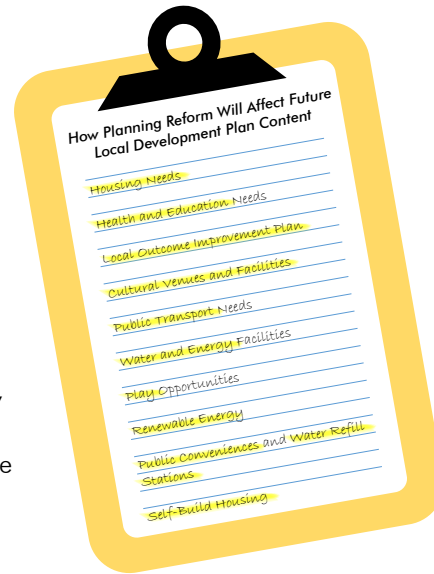 How Planning Reform Will Affect Future
Local Development Plan Content
Housing Needs
Health and Education Needs
Local Outcome Improvement Plan
Cultural Venues and Facilities
Public Transport Needs
Water and Energy Facilities
Play Opportunities
Renewable Energy
Public Conveniences and Water Refill
Stations
Self-Build Housing